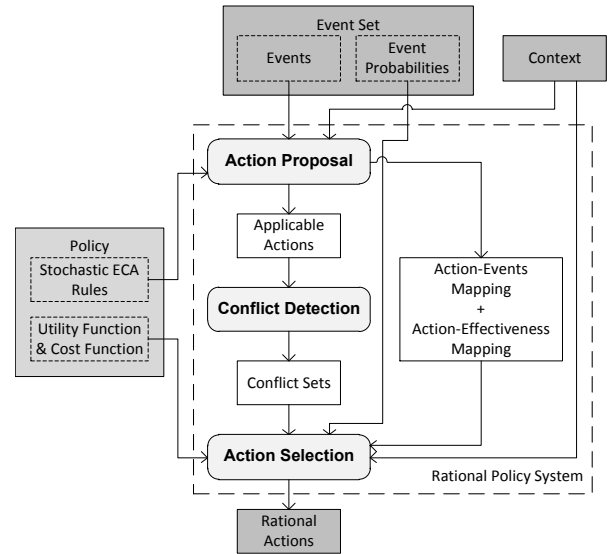 Event Set
Events
Event
Probabilities
Context
Action Proposal
Applicable
Actions
Policy
Stochastic ECA
Rules
Utility Function
& Cost Function
Conflict Detection
Action-Events
Mapping
+
Action-Effectiveness
Mapping
Conflict Sets
Action Selection
Rational Policy System
Rational
Actions